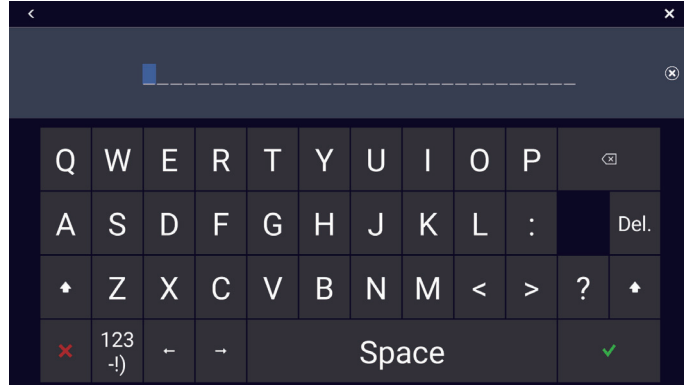 Q W E R T Y U I O P
A S D F G H J K L : Del.
Z X C V B N M < > ?
123
-!)
Space